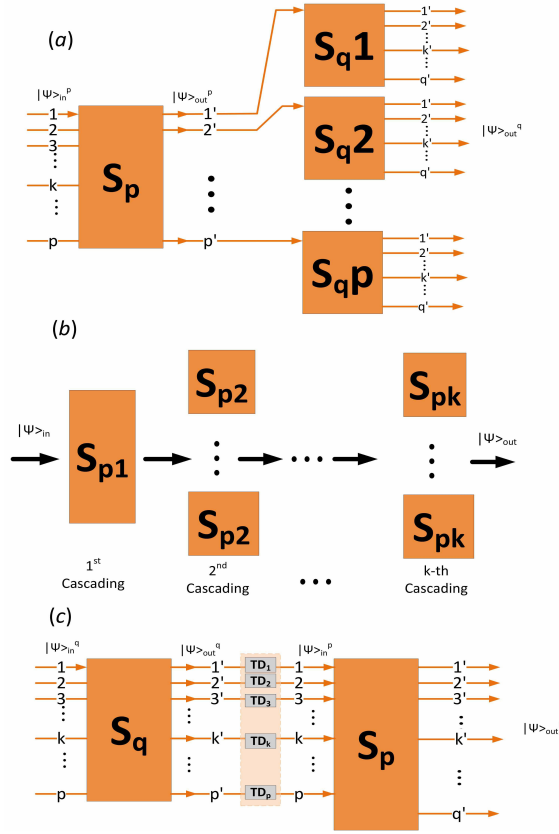 (a)
|Ψ>in^p
1
2
3
k
p
Sp
|Ψ>out^p
1'
2'
p'
Sq1
1'
2'
k'
q'
Sq2
1'
2'
k'
q'
Sqp
1'
2'
k'
q'
|Ψ>out^q
(b)
|Ψ>in
Sp1
Sp2
Sp2
Spk
Spk
|Ψ>out
1st
Cascading
2nd
Cascading
k-th
Cascading
(c)
|Ψ>in^q
1
2
3
k
p
Sq
|Ψ>out^q
1'
2'
3'
k'
p'
TD1
TD2
TD3
TDk
TDp
|Ψ>in^p
1
2
3
k
p
Sp
1'
2'
3'
k'
q'
|Ψ>out